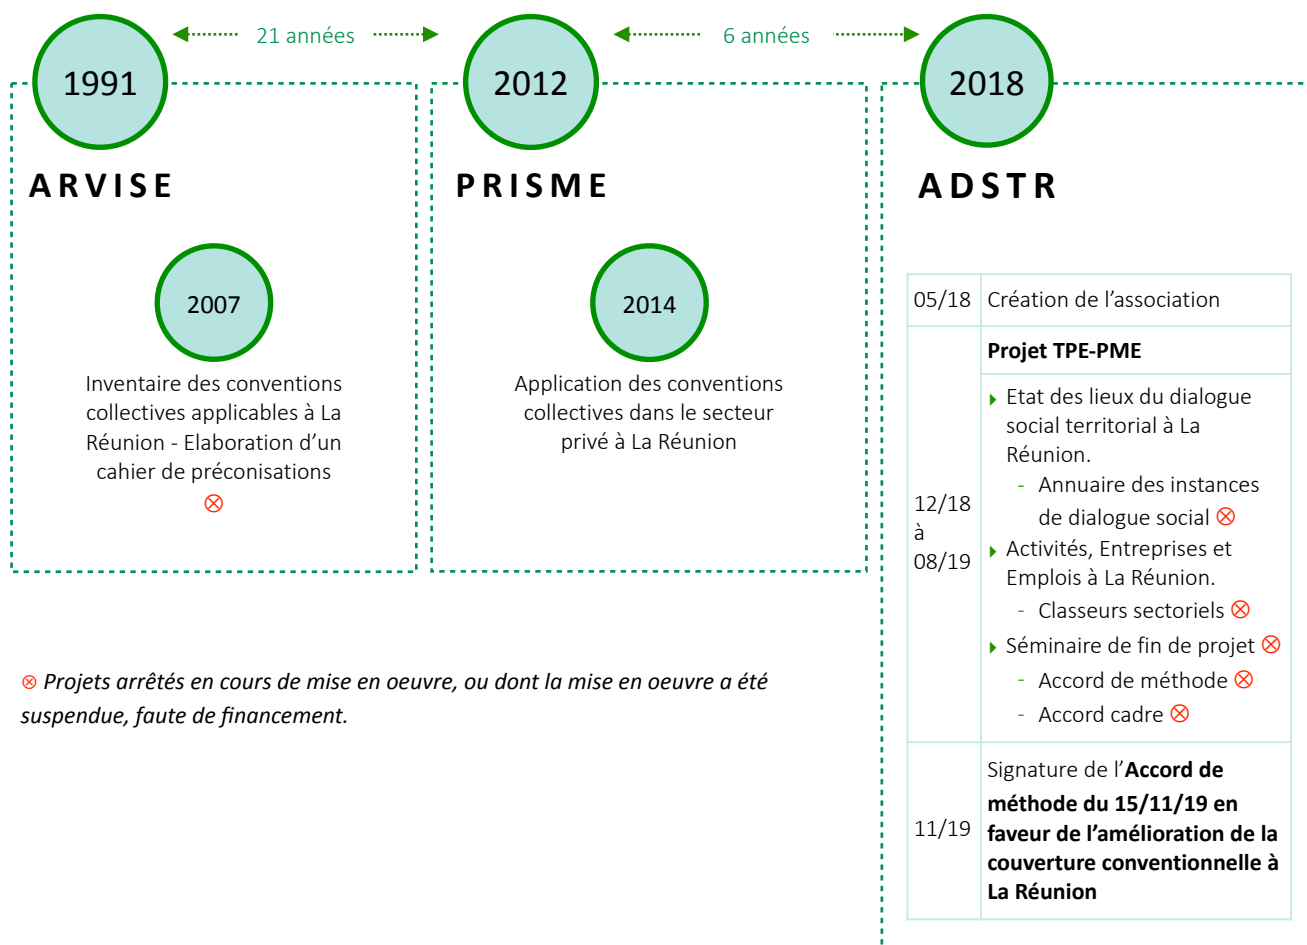 1991
21 années
2012
6 années
2018
ARVISE
2007
Inventaire des conventions
collectives applicables à La
Réunion - Elaboration d’un
cahier de préconisations
⊗
PRISME
2014
Application des conventions
collectives dans le secteur
privé à La Réunion
⊗ Projets arrêtés en cours de mise en oeuvre, ou dont la mise en oeuvre a été
suspendue, faute de financement.
ADSTR
05/18
Création de l’association
12/18
à
08/19
Projet TPE-PME
Etat des lieux du dialogue
social territorial à La
Réunion.
- Annuaire des instances
de dialogue social ⊗
Activités, Entreprises et
Emplois à La Réunion.
- Classeurs sectoriels ⊗
Séminaire de fin de projet ⊗
- Accord de méthode ⊗
- Accord cadre ⊗
11/19
Signature de l’Accord de
méthode du 15/11/19 en
faveur de l’amélioration de la
couverture conventionnelle à
La Réunion